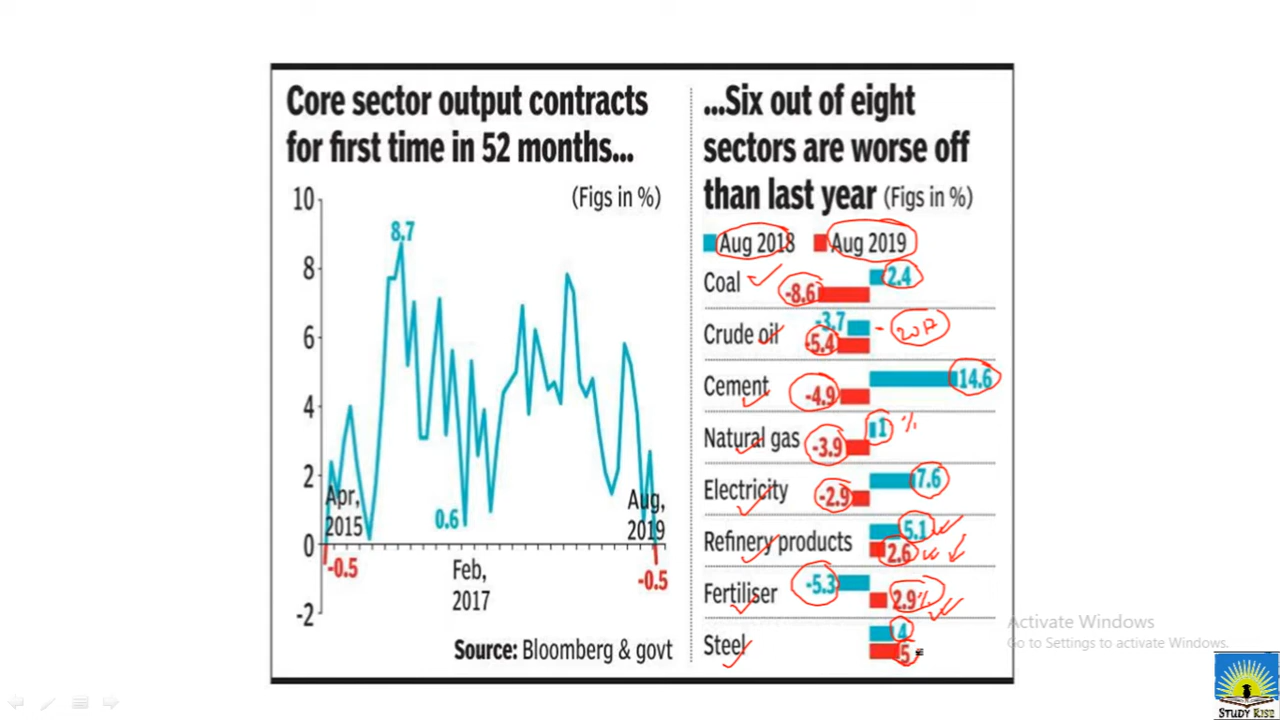 Core sector output contracts
for first time in 52 months...
(Figs in %)
10
8.7
8
6
4
2
Apr,
2015
0.6
Aug,
2019
0
-0.5
-0.5
Feb,
2017
-2
Source: Bloomberg & govt
...Six out of eight
sectors are worse off
than last year (Figs in %)
Aug 2018 Aug 2019
Coal -8.6 2.4
Crude oil -3.7 -5.4 2017
Cement -4.9 14.6
Natural gas -3.9 1 %
Electricity -2.9 7.6
Refinery products 5.1 2.6
Fertiliser -5.3 2.9 %
Steel 4 5
Activate Windows
Go to Settings to activate Windows.
STUDY RISE